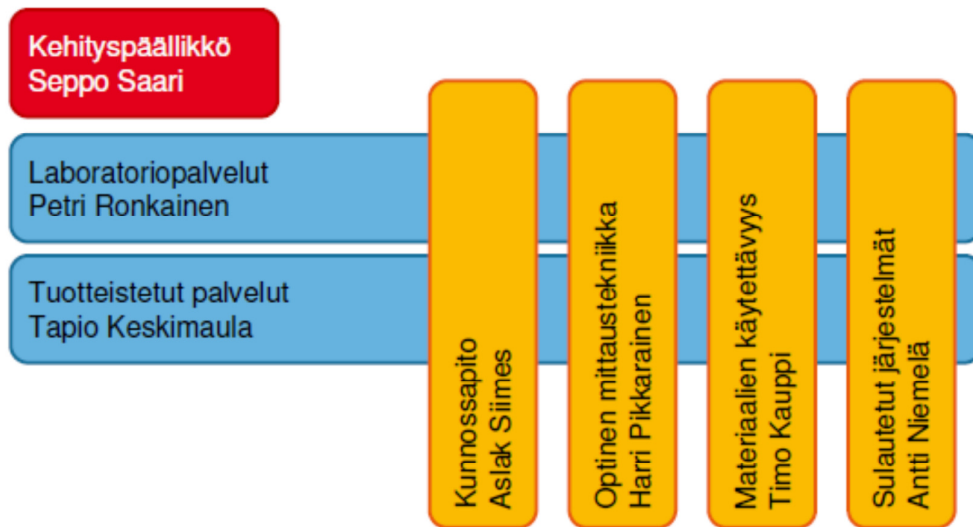 Kehityspäällikkö
Seppo Saari
Laboratoriopalvelut
Petri Ronkainen
Tuotteistetut palvelut
Tapio Keskimaula
Kunnossapito
Aslak Siimes
Optinen mittaustekniikka
Harri Pikkarainen
Materiaalien käytettävyys
Timo Kauppi
Sulautetut järjestelmät
Antti Niemelä